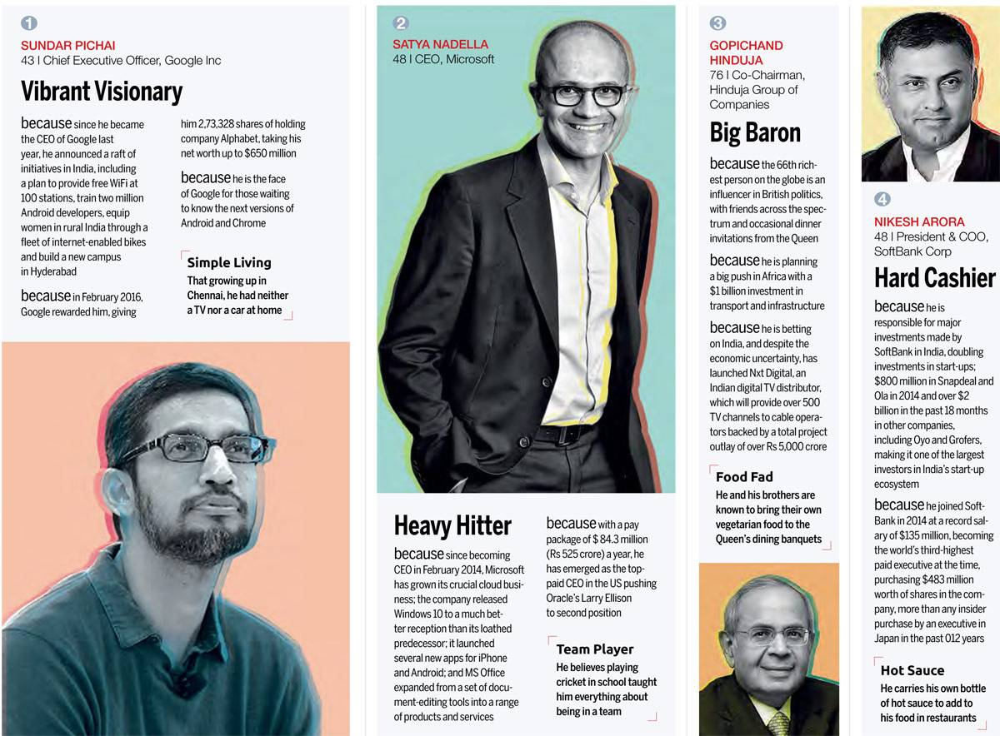 1
SUNDAR PICHAI
43 I Chief Executive Officer, Google Inc
Vibrant Visionary
because since he became
the CEO of Google last
year, he announced a raft of
initiatives in India, including
a plan to provide free WiFi at
100 stations, train two million
Android developers, equip
women in rural India through a
fleet of internet-enabled bikes
and build a new campus
in Hyderabad
because in February 2016,
Google rewarded him, giving
him 2,73,328 shares of holding
company Alphabet, taking his
net worth up to $650 million
because he is the face
of Google for those waiting
to know the next versions of
Android and Chrome
Simple Living
That growing up in
Chennai, he had neither
a TV nor a car at home
2
SATYA NADELLA
48 I CEO, Microsoft
Heavy Hitter
because since becoming
CEO in February 2014, Microsoft
has grown its crucial cloud busi-
ness; the company released
Windows 10 to a much bet-
ter reception than its loathed
predecessor; it launched
several new apps for iPhone
and Android; and MS Office
expanded from a set of docu-
ment-editing tools into a range
of products and services
because with a pay
package of $ 84.3 million
(Rs 525 crore) a year, he
has emerged as the top-
paid CEO in the US pushing
Oracle's Larry Ellison
to second position
Team Player
He believes playing
cricket in school taught
him everything about
being in a team
3
GOPICHAND
HINDUJA
76 I Co-Chairman,
Hinduja Group of
Companies
Big Baron
because the 66th rich-
est person on the globe is an
influencer in British politics,
with friends across the spec-
trum and occasional dinner
invitations from the Queen
because he is planning
a big push in Africa with a
$1 billion investment in
transport and infrastructure
because he is betting
on India, and despite the
economic uncertainty, has
launched Nxt Digital, an
Indian digital TV distributor,
which will provide over 500
TV channels to cable opera-
tors backed by a total project
outlay of over Rs 5,000 crore
Food Fad
He and his brothers are
known to bring their own
vegetarian food to the
Queen's dining banquets
4
NIKESH ARORA
48 I President & COO,
SoftBank Corp
Hard Cashier
because he is
responsible for major
investments made by
SoftBank in India, doubling
investments in start-ups;
$800 million in Snapdeal and
Ola in 2014 and over $2
billion in the past 18 months
in other companies,
including Oyo and Grofers,
making it one of the largest
investors in India's start-up
ecosystem
because he joined Soft-
Bank in 2014 at a record sal-
ary of $135 million, becoming
the world's third-highest
paid executive at the time,
purchasing $483 million
worth of shares in the com-
pany, more than any insider
purchase by an executive in
Japan in the past 012 years
Hot Sauce
He carries his own bottle
of hot sauce to add to
his food in restaurants